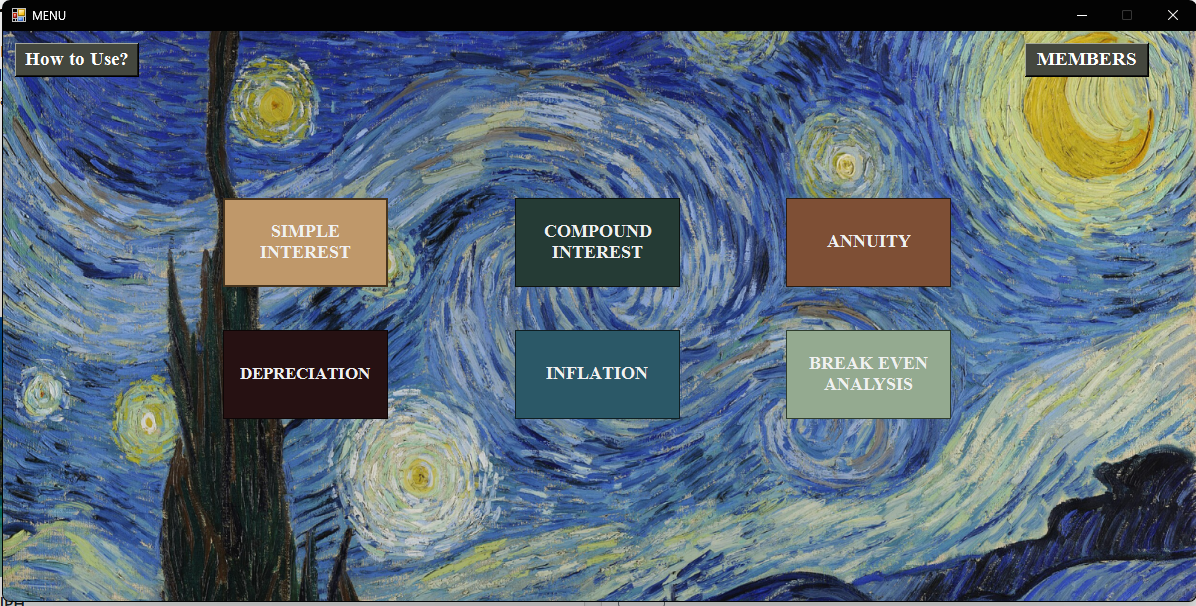 MENU
How to Use?
MEMBERS
SIMPLE
INTEREST
COMPOUND
INTEREST
ANNUITY
DEPRECIATION
INFLATION
BREAK EVEN
ANALYSIS